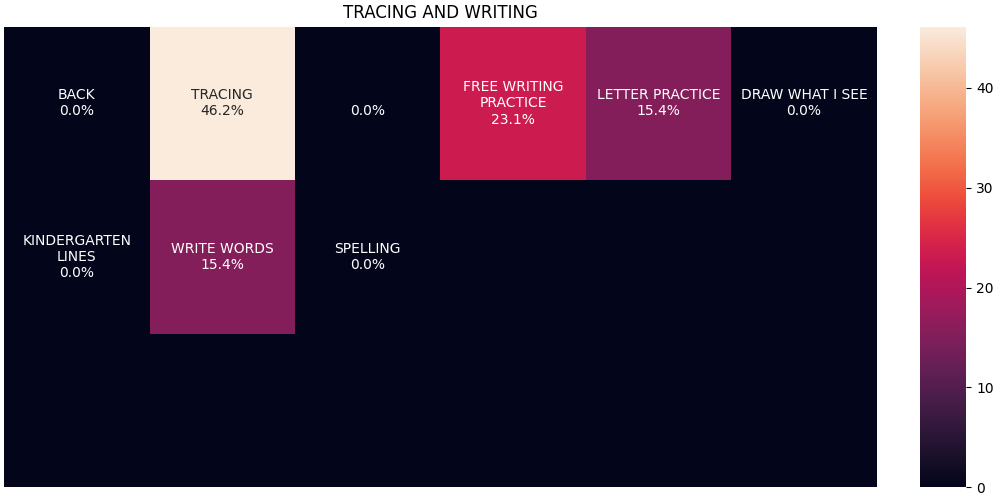 TRACING AND WRITING
BACK
0.0%
TRACING
46.2%
0.0%
FREE WRITING
PRACTICE
23.1%
LETTER PRACTICE
15.4%
DRAW WHAT I SEE
0.0%
KINDERGARTEN
LINES
0.0%
WRITE WORDS
15.4%
SPELLING
0.0%
40
30
20
10
0